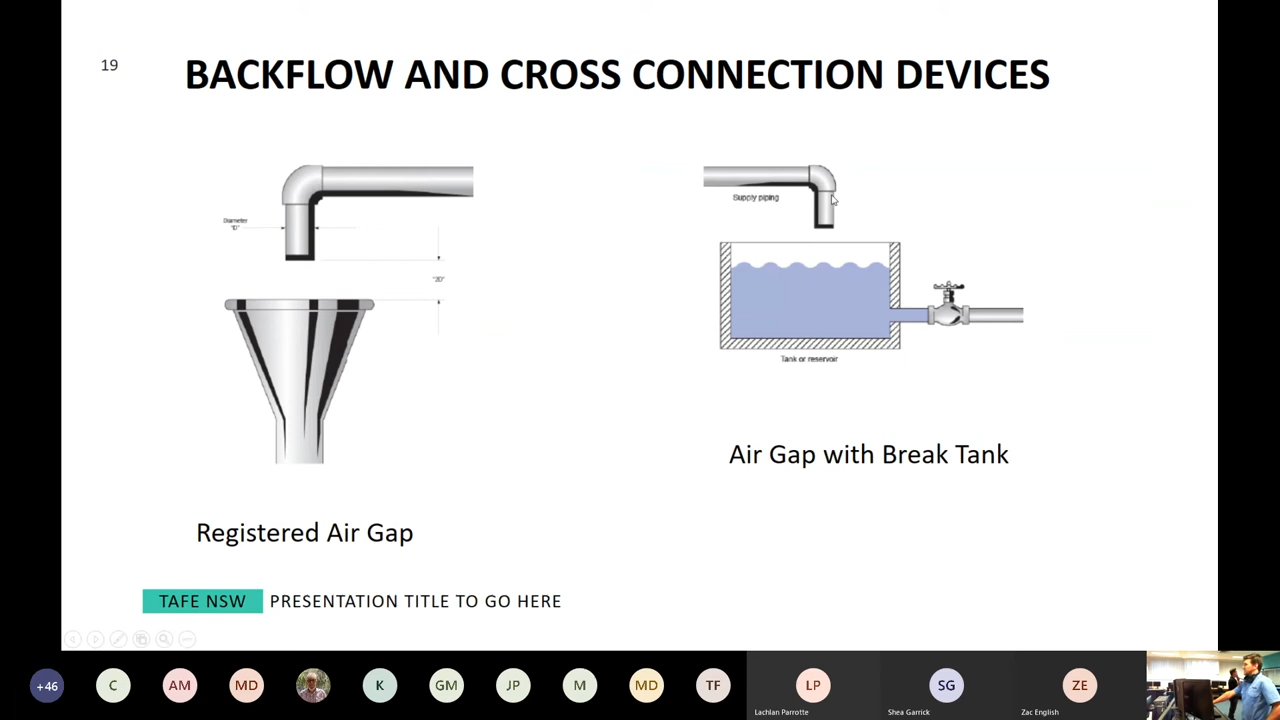 19
BACKFLOW AND CROSS CONNECTION DEVICES
Diameter
"D"
"2D"
Supply piping
Tank or reservoir
Air Gap with Break Tank
Registered Air Gap
TAFE NSW PRESENTATION TITLE TO GO HERE
+46 C AM MD K GM JP M MD TF LP SG ZE
Lachlan Parrotte Shea Garrick Zac English